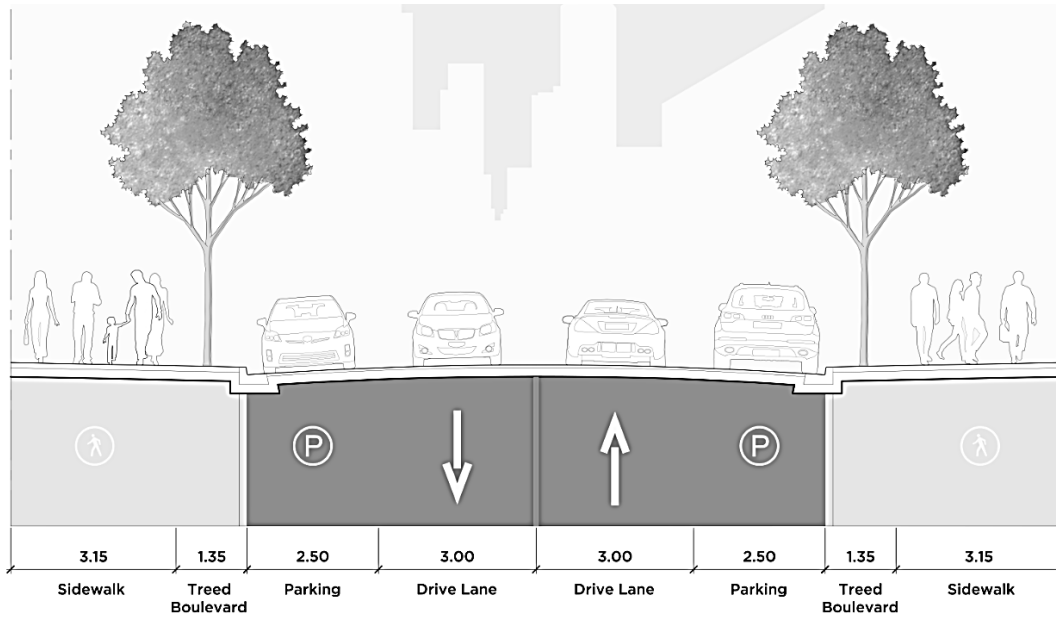 P
P
3.15 1.35 2.50 3.00 3.00 2.50 1.35 3.15
Sidewalk Treed Boulevard Parking Drive Lane Drive Lane Parking Treed Boulevard Sidewalk